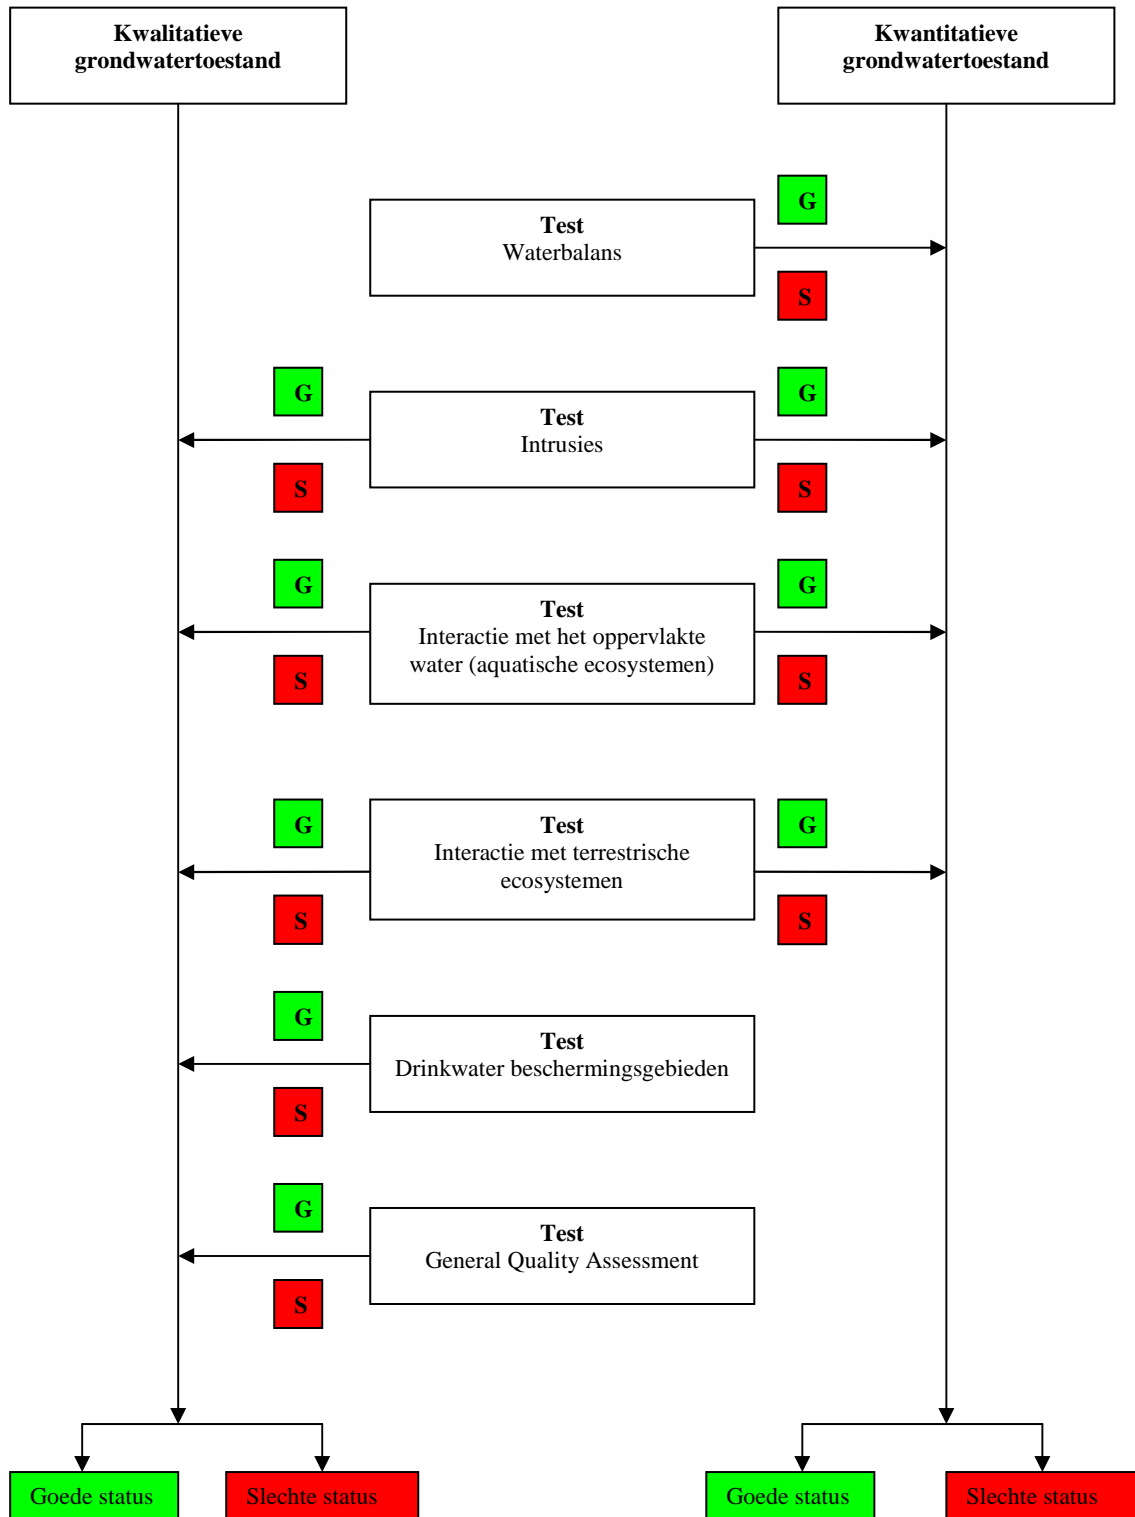 Kwalitatieve
grondwatertoestand
Kwantitatieve
grondwatertoestand
G
Test
Waterbalans
S
G
G
Test
Intrusies
S
S
G
G
Test
Interactie met het oppervlakte
water (aquatische ecosystemen)
S
S
G
G
Test
Interactie met terrestrische
ecosystemen
S
S
G
Test
Drinkwater beschermingsgebieden
S
G
Test
General Quality Assessment
S
Goede status
Slechte status
Goede status
Slechte status